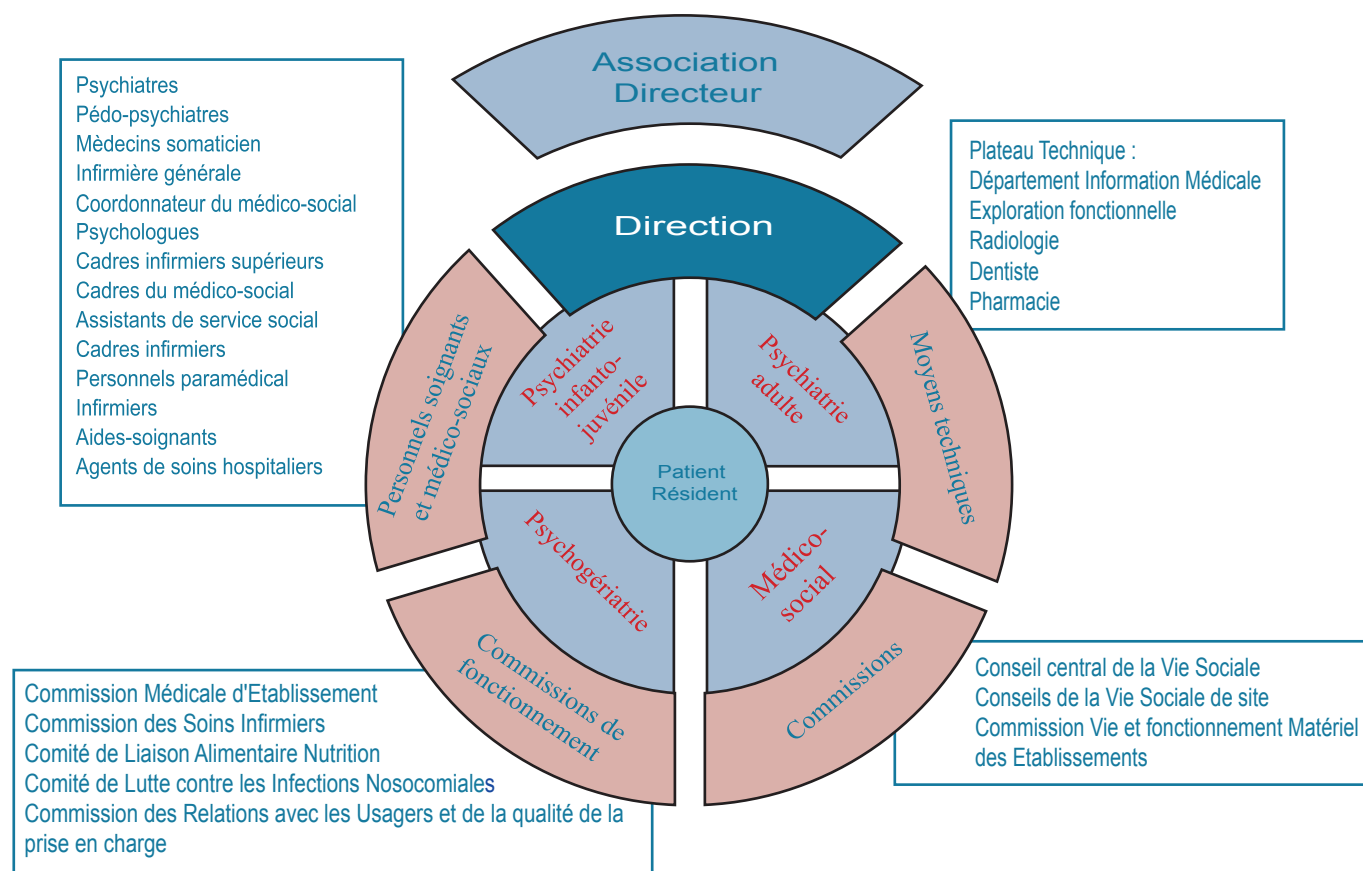 Association
Directeur
Psychiatres
Pédo-psychiatres
Mèdecins somaticien
Infirmière générale
Coordonnateur du médico-social
Psychologues
Cadres infirmiers supérieurs
Cadres du médico-social
Assistants de service social
Cadres infirmiers
Personnels paramédical
Infirmiers
Aides-soignants
Agents de soins hospitaliers
Plateau Technique :
Département Information Médicale
Exploration fonctionnelle
Radiologie
Dentiste
Pharmacie
Direction
Personnels soignants
et médico-sociaux
Psychiatrie
infanto-
juvénile
Psychiatrie
adulte
Moyens techniques
Patient
Résident
Psychogériatrie
Médico-
social
Commissions de
fonctionnement
Commissions
Commission Médicale d'Etablissement
Commission des Soins Infirmiers
Comité de Liaison Alimentaire Nutrition
Comité de Lutte contre les Infections Nosocomiales
Commission des Relations avec les Usagers et de la qualité de la
prise en charge
Conseil central de la Vie Sociale
Conseils de la Vie Sociale de site
Commission Vie et fonctionnement Matériel
des Etablissements